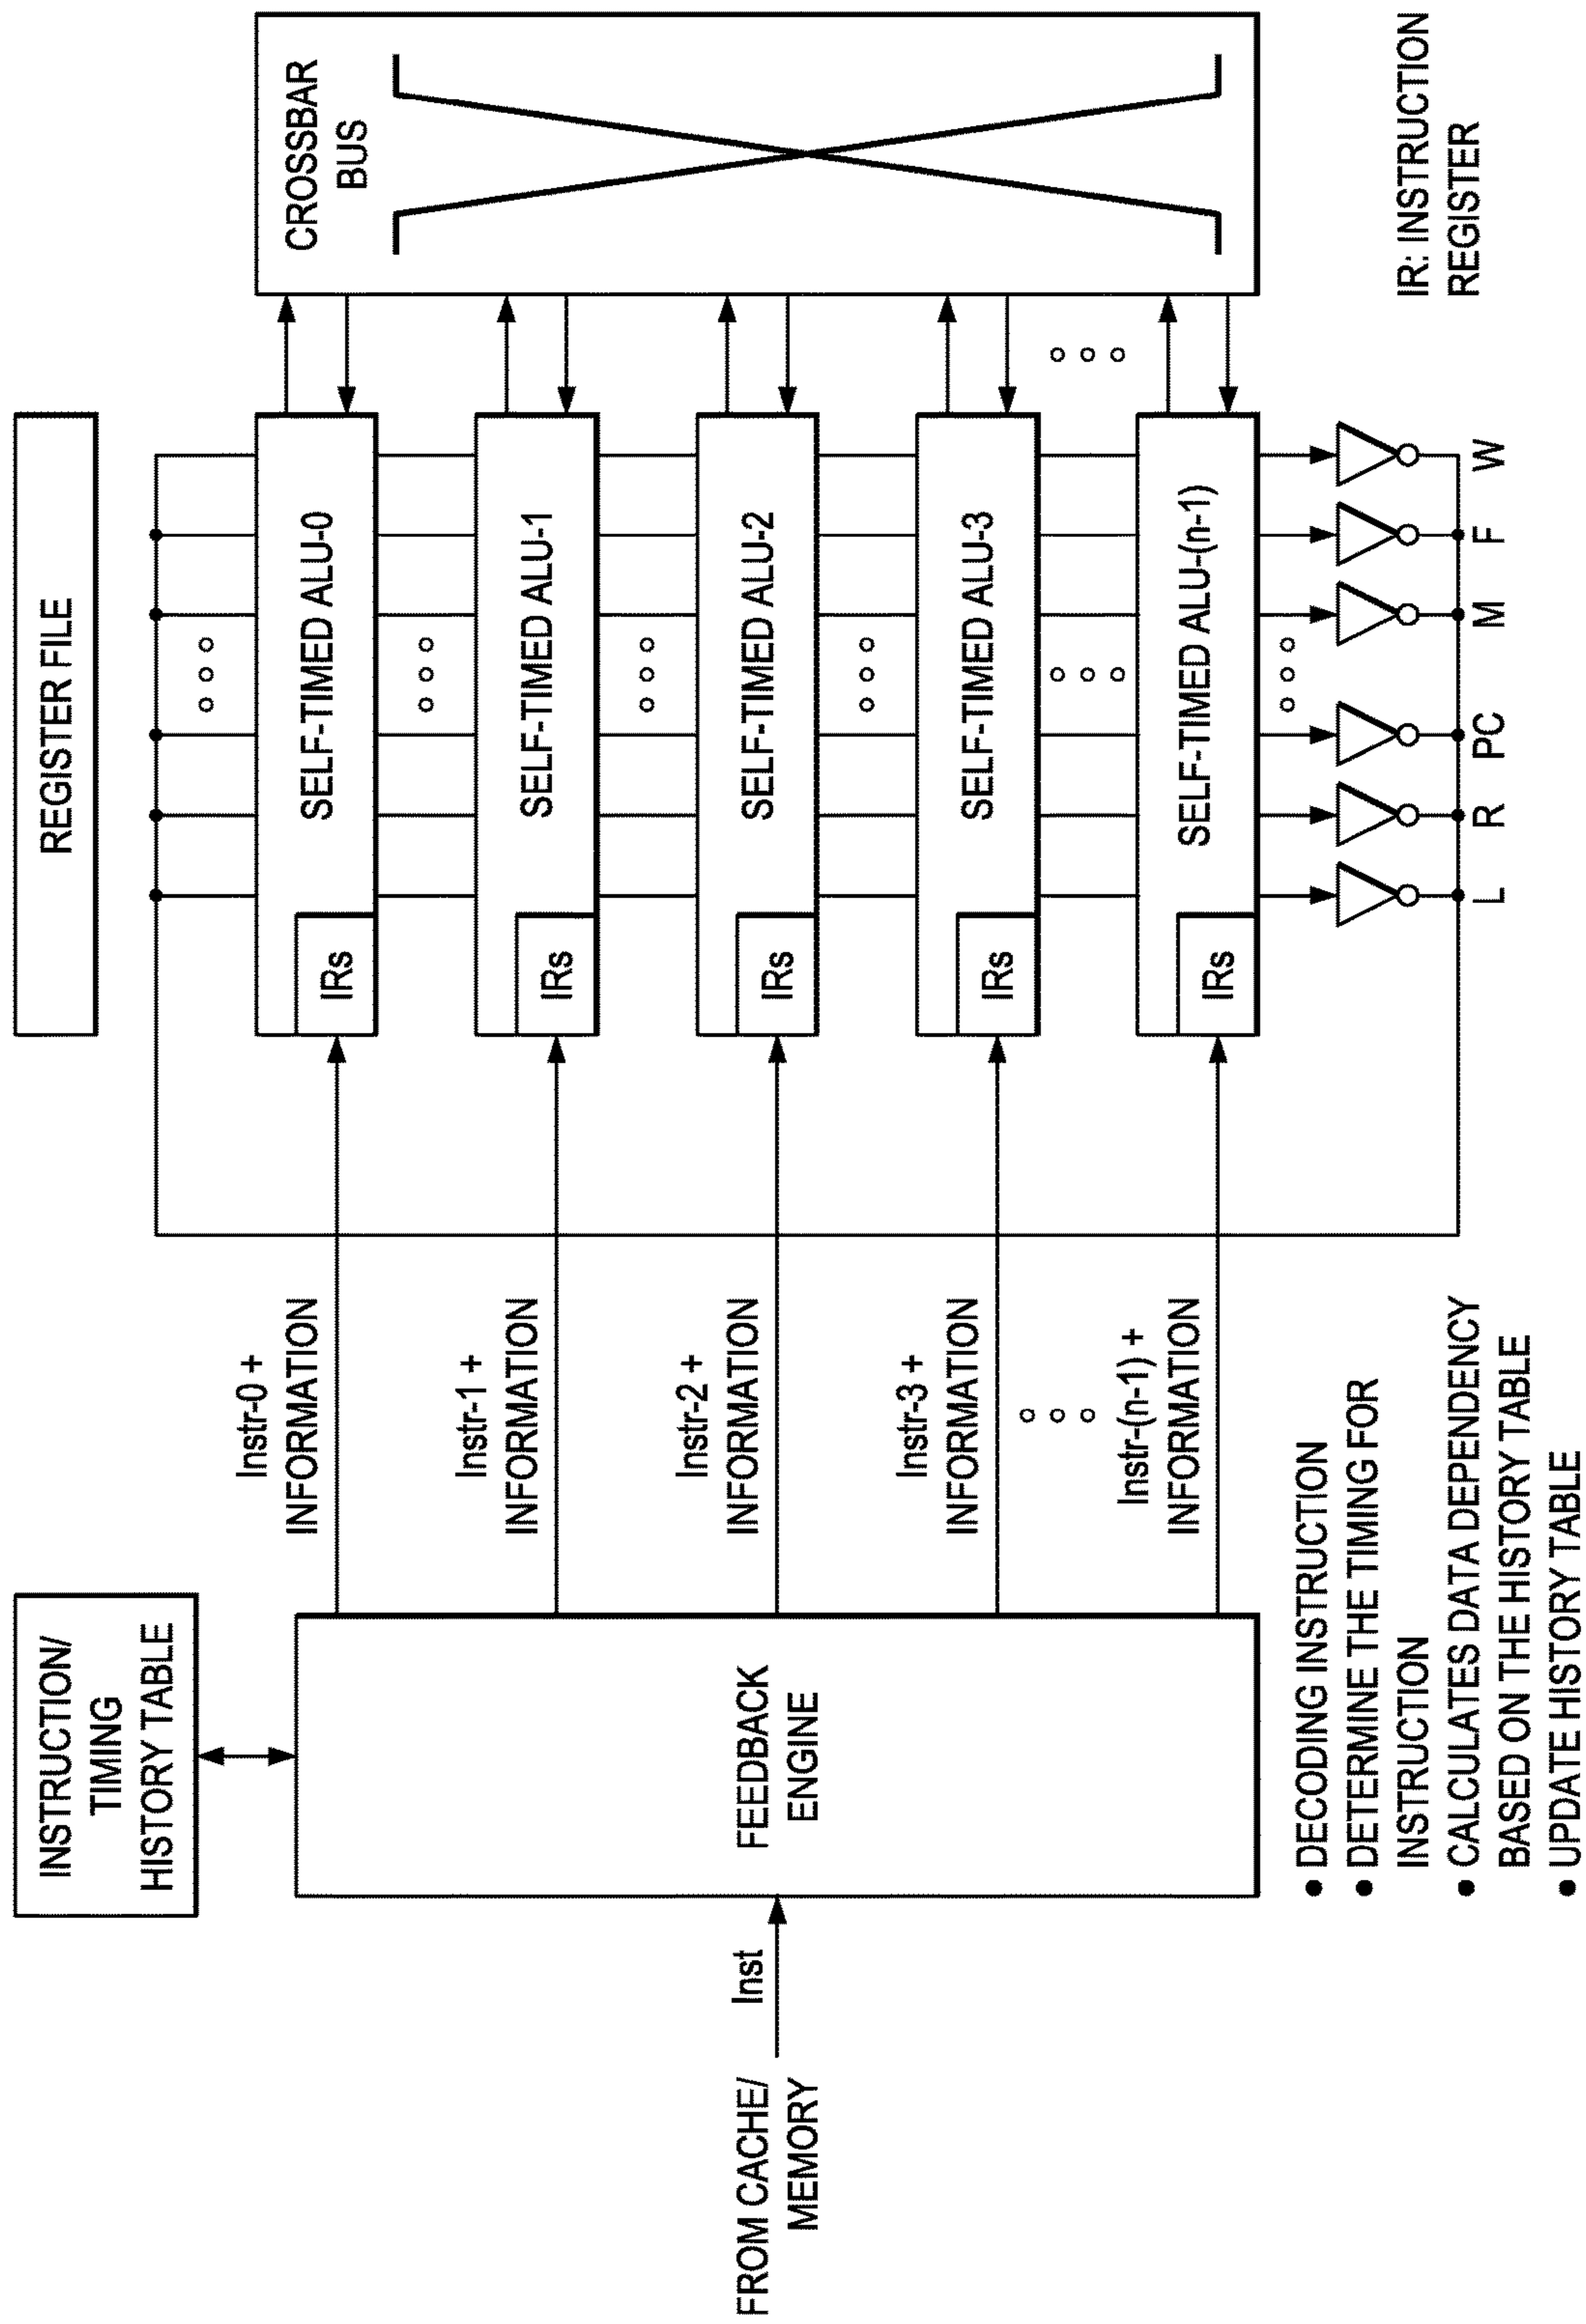 INSTRUCTION/
TIMING
HISTORY TABLE
REGISTER FILE
FROM CACHE/
MEMORY
Inst
FEEDBACK
ENGINE
Instr-0 +
INFORMATION
IRs
SELF-TIMED ALU-0
Instr-1 +
INFORMATION
IRs
SELF-TIMED ALU-1
Instr-2 +
INFORMATION
IRs
SELF-TIMED ALU-2
Instr-3 +
INFORMATION
IRs
SELF-TIMED ALU-3
Instr-(n-1) +
INFORMATION
IRs
SELF-TIMED ALU-(n-1)
CROSSBAR
BUS
L R PC M F W
• DECODING INSTRUCTION
• DETERMINE THE TIMING FOR
INSTRUCTION
• CALCULATES DATA DEPENDENCY
BASED ON THE HISTORY TABLE
• UPDATE HISTORY TABLE
IR: INSTRUCTION
REGISTER